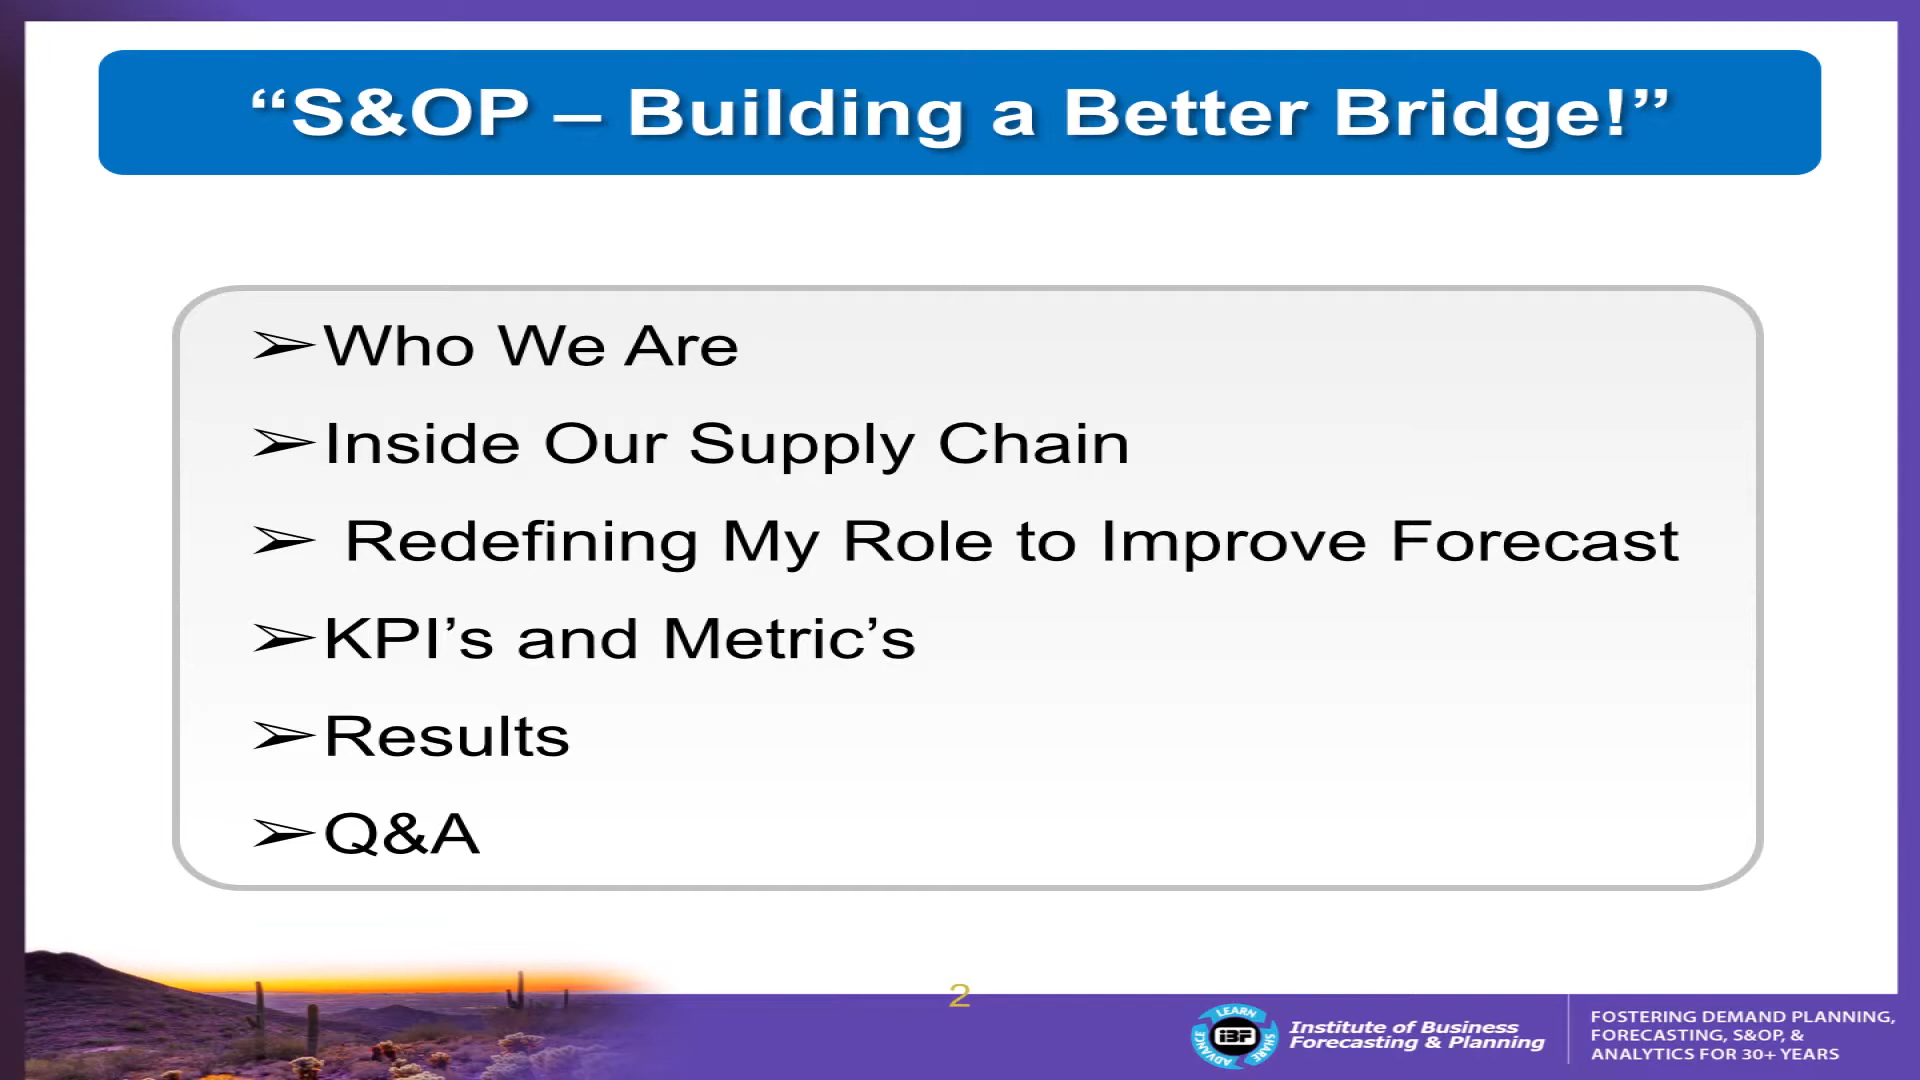 “S&OP – Building a Better Bridge!”
➢Who We Are
➢Inside Our Supply Chain
➢ Redefining My Role to Improve Forecast
➢KPI’s and Metric’s
➢Results
➢Q&A
2
LEARN
SHARE
ADVANCE
iBF
Institute of Business
Forecasting & Planning
FOSTERING DEMAND PLANNING,
FORECASTING, S&OP, &
ANALYTICS FOR 30+ YEARS